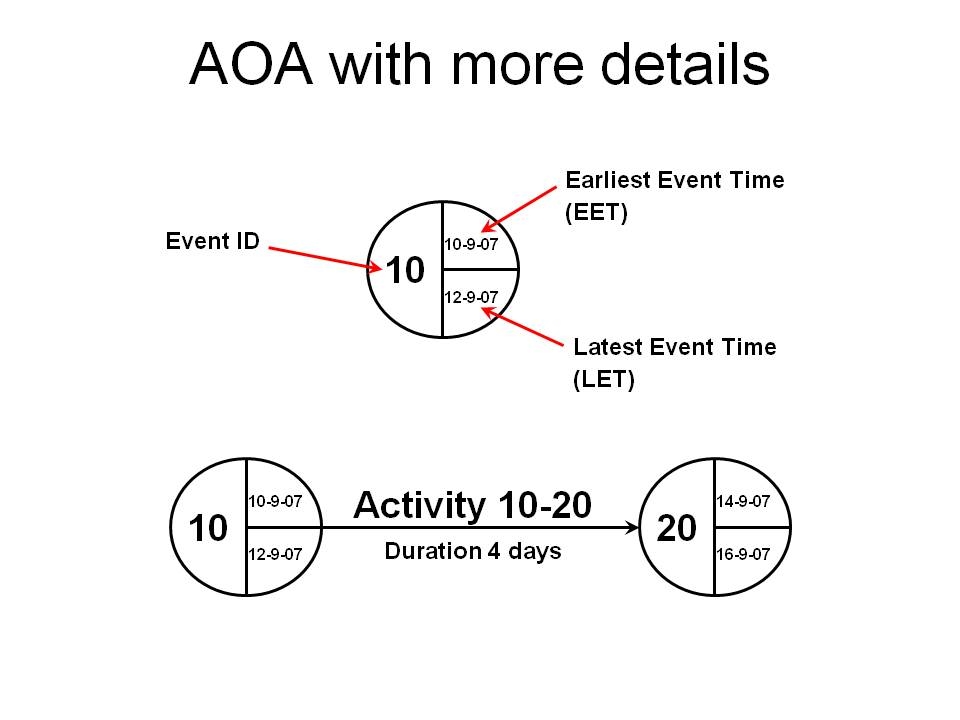 AOA with more details
Earliest Event Time
(EET)
Event ID
10
10-9-07
12-9-07
Latest Event Time
(LET)
10
10-9-07
12-9-07
Activity 10-20
Duration 4 days
20
14-9-07
16-9-07